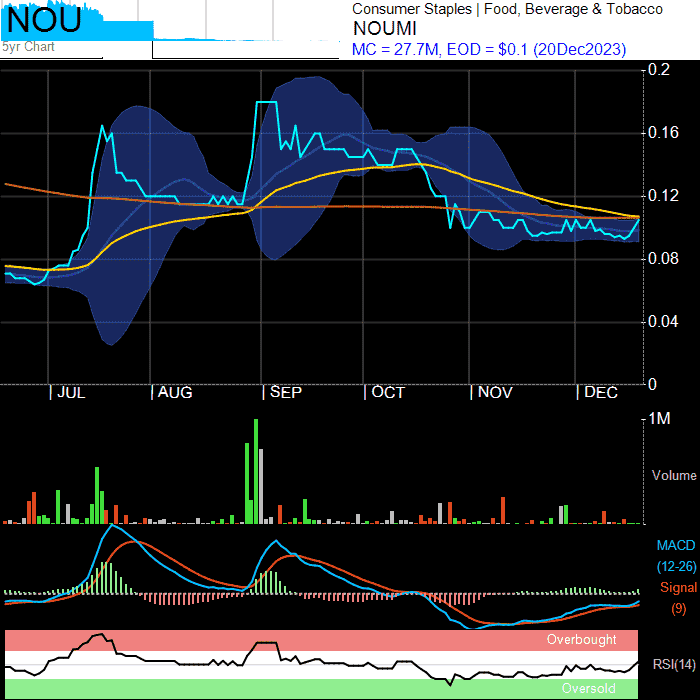 NOU
5yr Chart
Consumer Staples | Food, Beverage & Tobacco
NOUMI
MC = 27.7M, EOD = $0.1 (20Dec2023)
0.2
0.16
0.12
0.08
0.04
0
| JUL | AUG | SEP | OCT | NOV | DEC
1M
Volume
MACD
(12-26)
Signal
(9)
Overbought
RSI(14)
Oversold